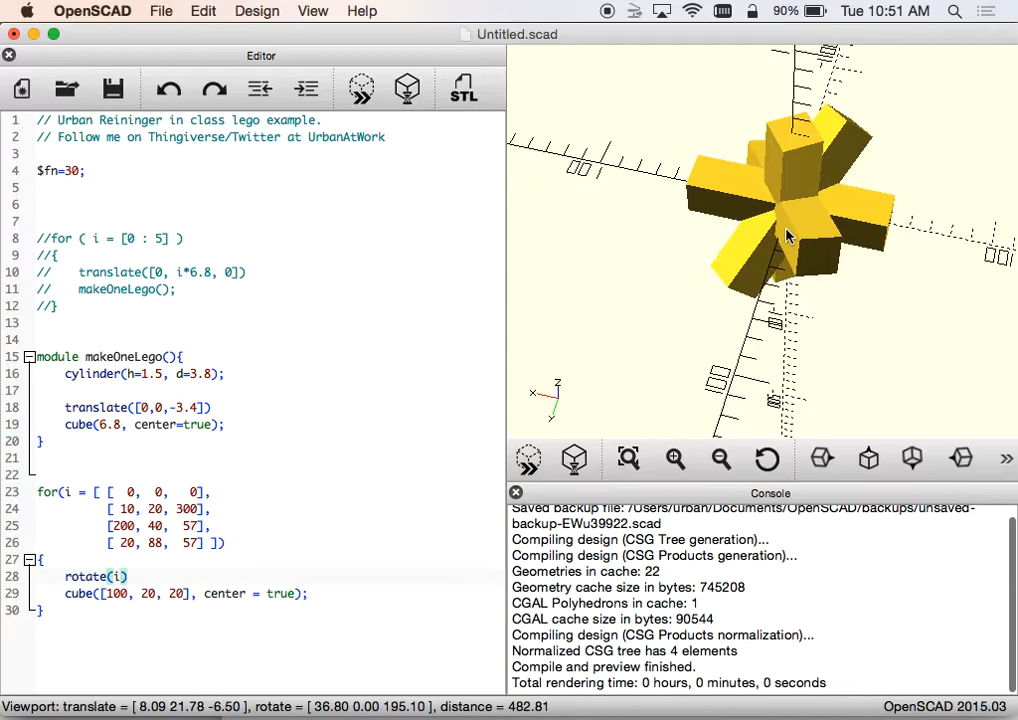 OpenSCAD File Edit Design View Help 90% Tue 10:51 AM
Untitled.scad
Editor
STL
1 // Urban Reininger in class lego example.
2 // Follow me on Thingiverse/Twitter at UrbanAtWork
3
4 $fn=30;
5
6
7
8 //for ( i = [0 : 5] )
9 //{
10 // translate([0, i*6.8, 0])
11 // makeOneLego();
12 //}
13
14
15 module makeOneLego(){
16 cylinder(h=1.5, d=3.8);
17
18 translate([0,0,-3.4])
19 cube(6.8, center=true);
20 }
21
22
23 for(i = [ [ 0, 0, 0],
24 [ 10, 20, 300],
25 [200, 40, 57],
26 [ 20, 88, 57] ])
27 {
28 rotate(i)
29 cube([100, 20, 20], center = true);
30 }
x
y
z
Console
Saved backup file: /Users/urban/Documents/OpenSCAD/backups/unsaved-
backup-EWu39922.scad
Compiling design (CSG Tree generation)...
Compiling design (CSG Products generation)...
Geometries in cache: 22
Geometry cache size in bytes: 745208
CGAL Polyhedrons in cache: 1
CGAL cache size in bytes: 90544
Compiling design (CSG Products normalization)...
Normalized CSG tree has 4 elements
Compile and preview finished.
Total rendering time: 0 hours, 0 minutes, 0 seconds
Viewport: translate = [ 8.09 21.78 -6.50 ], rotate = [ 36.80 0.00 195.10 ], distance = 482.81 OpenSCAD 2015.03